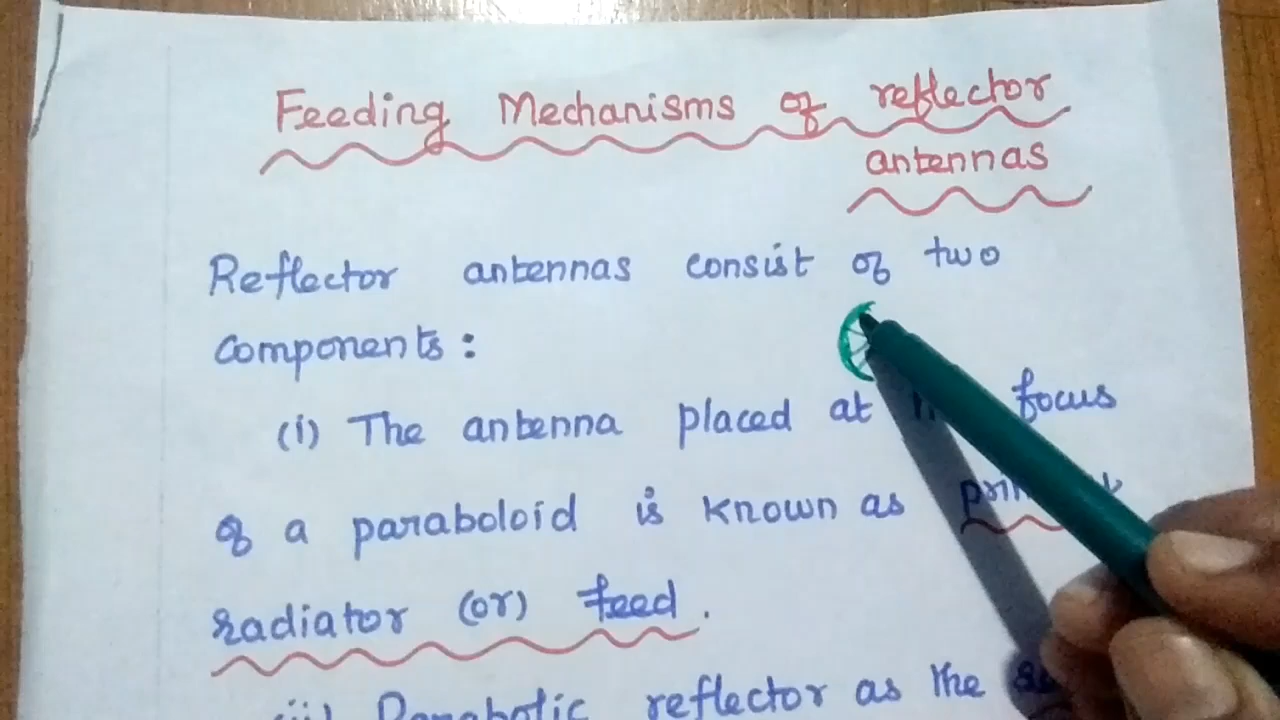 Feeding Mechanisms of reflector
antennas
Reflector antennas consist of two
components:
(i) The antenna placed at focus
of a paraboloid is known as
radiator (or) feed.
(ii) Parabolic reflector as the